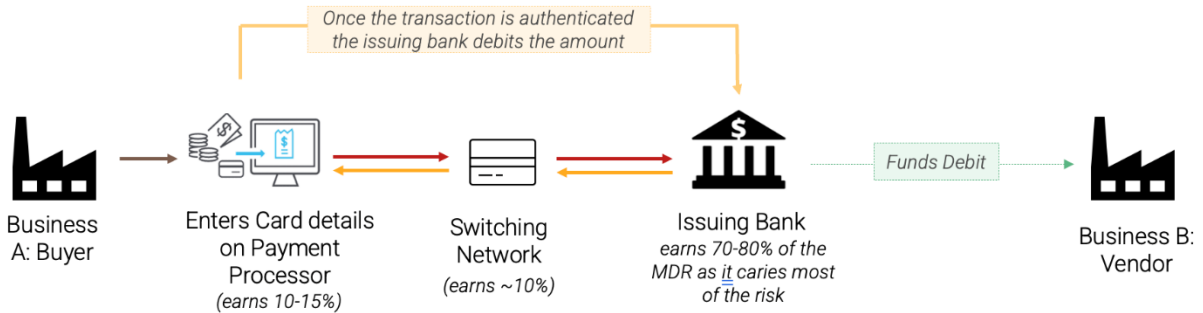 Once the transaction is authenticated
the issuing bank debits the amount
$
$
$
Funds Debit
Business
A: Buyer
Enters Card details
on Payment
Processor
(earns 10-15%)
Switching
Network
(earns ~10%)
Issuing Bank
earns 70-80% of the
MDR as it caries most
of the risk
Business B:
Vendor